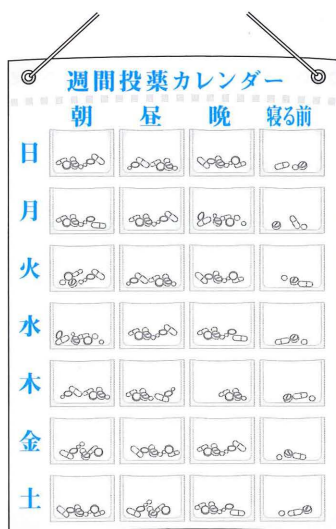 週間投薬カレンダー
朝 昼 晩 寝る前
日
月
火
水
木
金
土